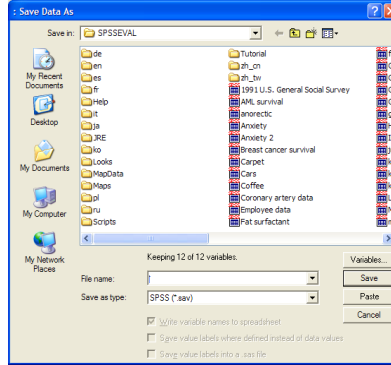 : Save Data As
Save in: SPSSEVAL
My Recent Documents
Desktop
My Documents
My Computer
My Network Places
de
en
es
fr
Help
it
ja
JRE
ko
Looks
MapData
Maps
pl
ru
Scripts
Tutorial
zh_cn
zh_tw
1991 U.S. General Social Survey
AML survival
anorectic
Anxiety
Anxiety 2
Breast cancer survival
Carpet
Cars
Coffee
Coronary artery data
Employee data
Fat surfactant
Keeping 12 of 12 variables.
Variables...
File name:
Save
Save as type: SPSS (*.sav)
Paste
Cancel
Write variable names to spreadsheet
Save value labels where defined instead of data values
Save value labels into a .sas file